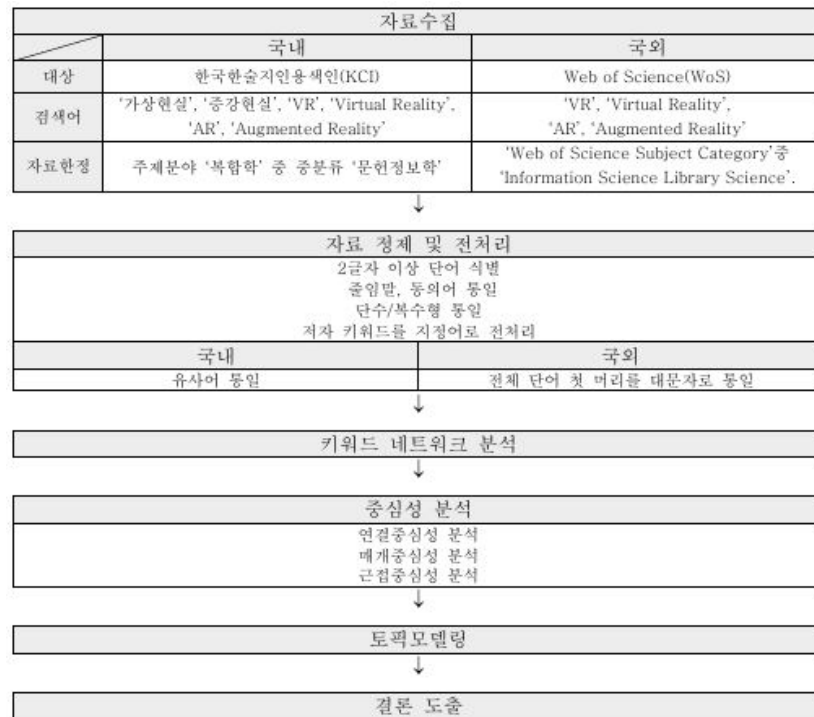 자료수집
국내 국외
대상 한국한술지인용색인(KCI) Web of Science(WoS)
검색어 '가상현실', '증강현실', 'VR', 'Virtual Reality', 'AR', 'Augmented Reality' 'VR', 'Virtual Reality', 'AR', 'Augmented Reality'
자료한정 주제분야 '복합학' 중 중분류 '문헌정보학' 'Web of Science Subject Category'중 'Information Science Library Science'.
↓
자료 정제 및 전처리
2글자 이상 단어 식별
줄임말, 동의어 통일
단수/복수형 통일
저자 키워드를 지정어로 전처리
국내 국외
유사어 통일 전체 단어 첫 머리를 대문자로 통일
↓
키워드 네트워크 분석
↓
중심성 분석
연결중심성 분석
매개중심성 분석
근접중심성 분석
↓
토픽모델링
↓
결론 도출